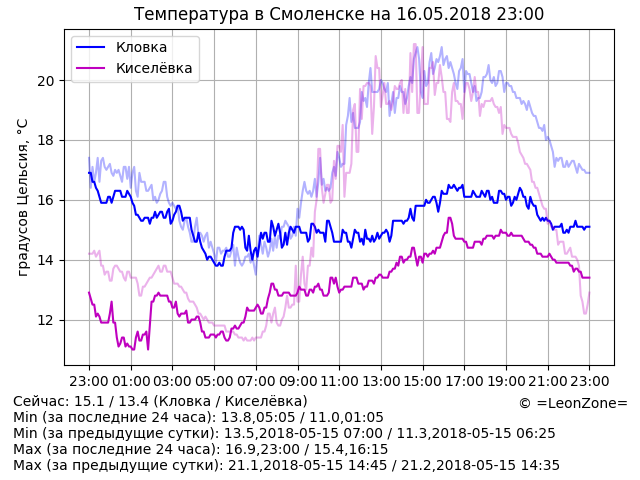 Температура в Смоленске на 16.05.2018 23:00
Кловка
Киселёвка
градусов Цельсия, °C
20
18
16
14
12
23:00 01:00 03:00 05:00 07:00 09:00 11:00 13:00 15:00 17:00 19:00 21:00 23:00
Сейчас: 15.1 / 13.4 (Кловка / Киселёвка)
© =LeonZone=
Min (за последние 24 часа): 13.8,05:05 / 11.0,01:05
Min (за предыдущие сутки): 13.5,2018-05-15 07:00 / 11.3,2018-05-15 06:25
Max (за последние 24 часа): 16.9,23:00 / 15.4,16:15
Max (за предыдущие сутки): 21.1,2018-05-15 14:45 / 21.2,2018-05-15 14:35